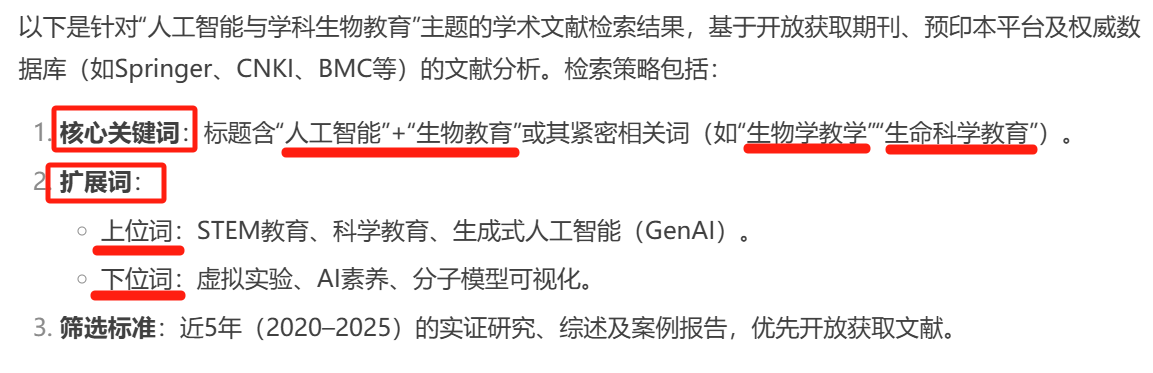 以下是针对“人工智能与学科生物教育”主题的学术文献检索结果，基于开放获取期刊、预印本平台及权威数
据库（如Springer、CNKI、BMC等）的文献分析。检索策略包括：
1. 核心关键词：标题含“人工智能”+“生物教育”或其紧密相关词（如“生物学教学”“生命科学教育”）。
2. 扩展词：
○ 上位词：STEM教育、科学教育、生成式人工智能（GenAI）。
○ 下位词：虚拟实验、AI素养、分子模型可视化。
3. 筛选标准：近5年（2020–2025）的实证研究、综述及案例报告，优先开放获取文献。